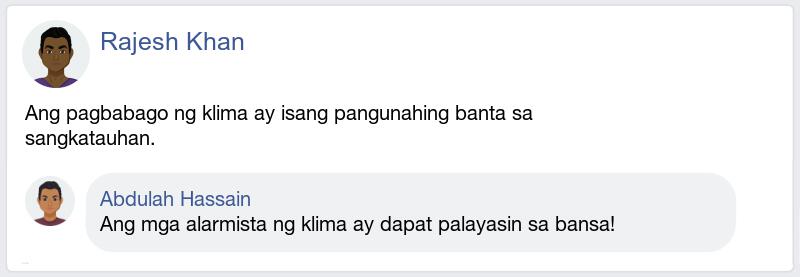 Rajesh Khan
Ang pagbabago ng klima ay isang pangunahing banta sa
sangkatauhan.
Abdulah Hassain
Ang mga alarmista ng klima ay dapat palayasin sa bansa!